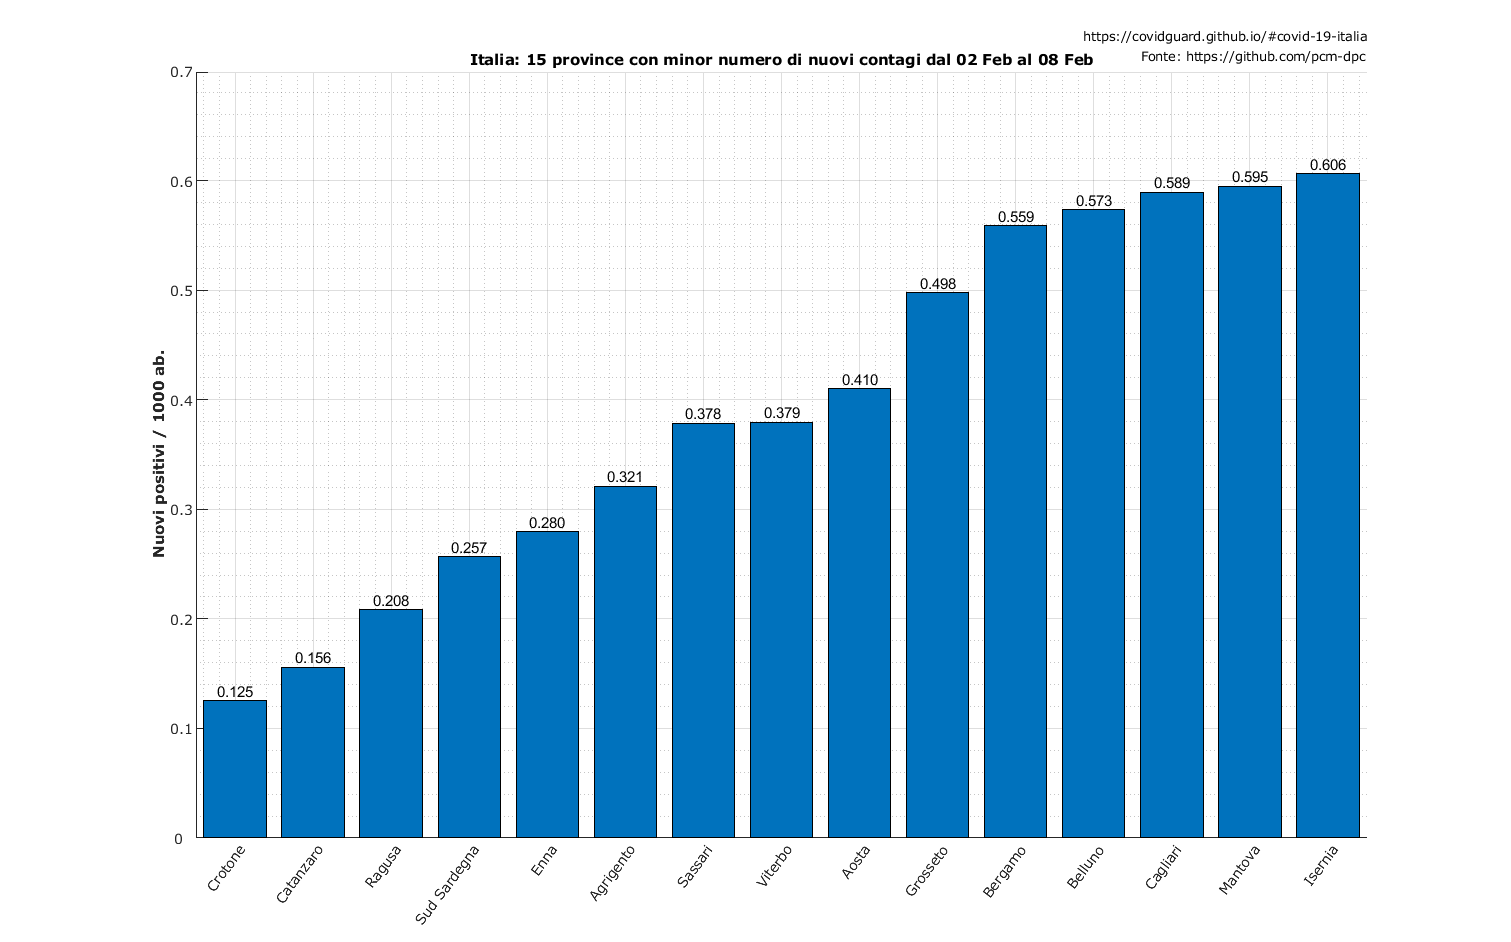 https://covidguard.github.io/#covid-19-italia
Italia: 15 province con minor numero di nuovi contagi dal 02 Feb al 08 Feb
Fonte: https://github.com/pcm-dpc
Nuovi positivi / 1000 ab.
0.7
0.6
0.5
0.4
0.3
0.2
0.1
0
0.125
0.156
0.208
0.257
0.280
0.321
0.378
0.379
0.410
0.498
0.559
0.573
0.589
0.595
0.606
Crotone
Catanzaro
Ragusa
Sud Sardegna
Enna
Agrigento
Sassari
Viterbo
Aosta
Grosseto
Bergamo
Belluno
Cagliari
Mantova
Isernia